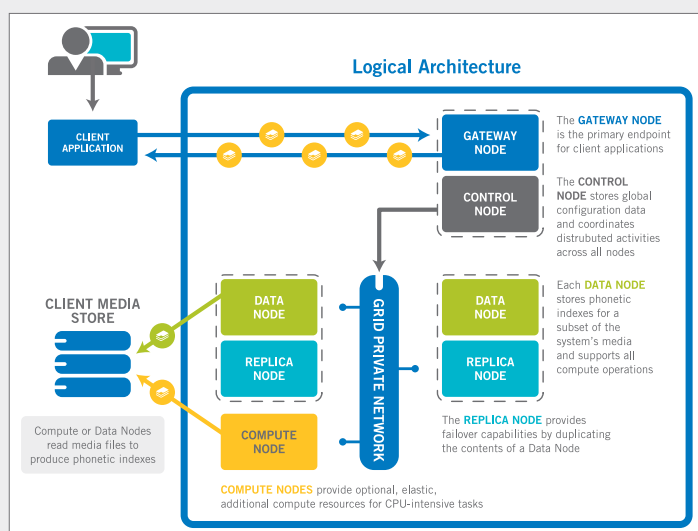 Logical Architecture
CLIENT
APPLICATION
GATEWAY
NODE
The GATEWAY NODE
is the primary endpoint
for client applications
CONTROL
NODE
The CONTROL
NODE stores global
configuration data
and coordinates
distrubuted activities
across all nodes
CLIENT MEDIA
STORE
DATA
NODE
REPLICA
NODE
COMPUTE
NODE
GRID PRIVATE NETWORK
DATA
NODE
REPLICA
NODE
Each DATA NODE
stores phonetic
indexes for a
subset of the
system's media
and supports all
compute operations
Compute or Data Nodes
read media files to
produce phonetic indexes
The REPLICA NODE provides
failover capabilities by duplicating
the contents of a Data Node
COMPUTE NODES provide optional, elastic,
additional compute resources for CPU-intensive tasks